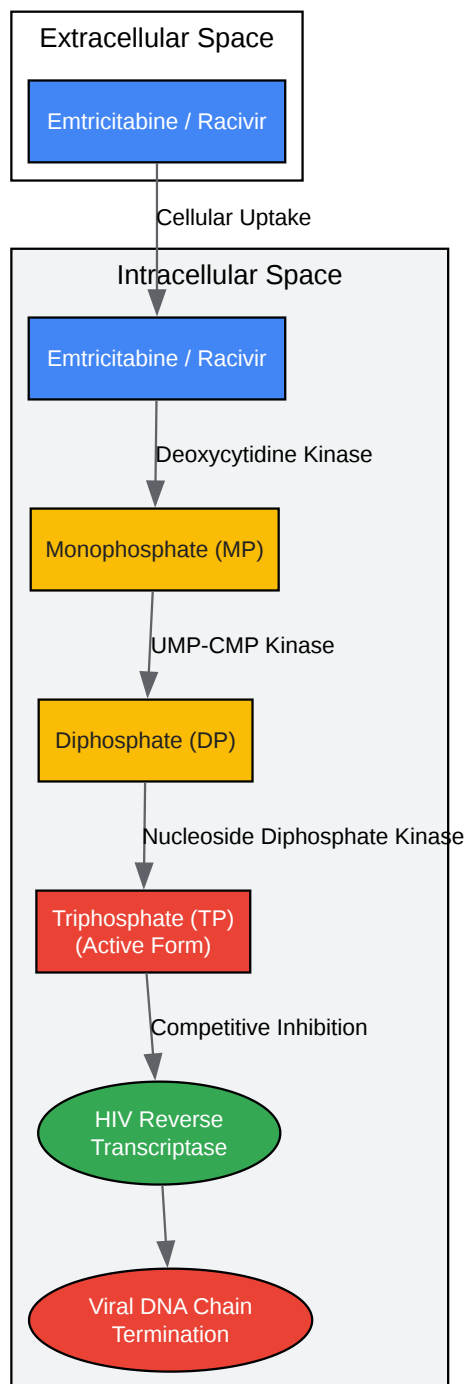 Extracellular Space
Emtricitabine / Racivir
Cellular Uptake
Intracellular Space
Emtricitabine / Racivir
Deoxycytidine Kinase
Monophosphate (MP)
UMP-CMP Kinase
Diphosphate (DP)
Nucleoside Diphosphate Kinase
Triphosphate (TP)
(Active Form)
Competitive Inhibition
HIV Reverse
Transcriptase
Viral DNA Chain
Termination